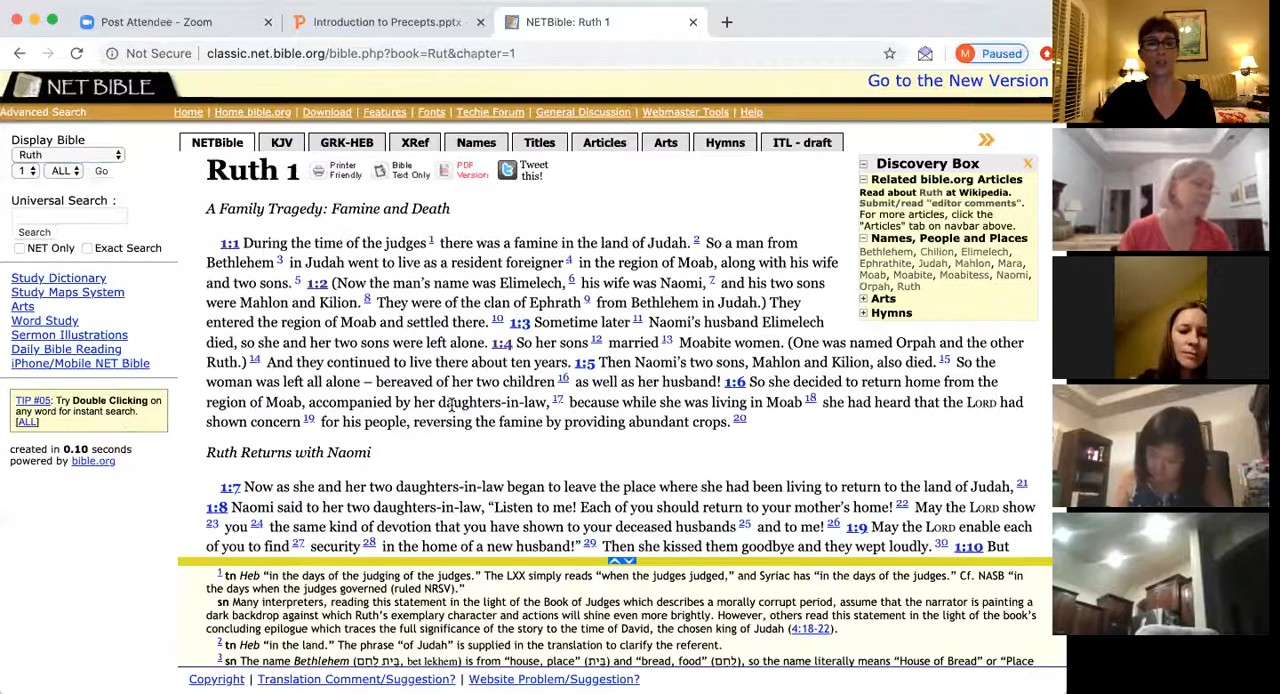 Post Attendee - Zoom
Introduction to Precepts.pptx -
NETBible: Ruth 1
Not Secure
classic.net.bible.org/bible.php?book=Rut&chapter=1
M Paused
NET BIBLE
Go to the New Version
Advanced Search
Home | Home bible.org | Download | Features | Fonts | Techie Forum | General Discussion | Webmaster Tools | Help
Display Bible
Ruth
1 ALL Go
Universal Search :
Search
NET Only Exact Search
Study Dictionary
Study Maps System
Arts
Word Study
Sermon Illustrations
Daily Bible Reading
iPhone/Mobile NET Bible
TIP #05: Try Double Clicking on
any word for instant search.
[ALL]
created in 0.10 seconds
powered by bible.org
NETBible KJV GRK-HEB XRef Names Titles Articles Arts Hymns ITL - draft
Ruth 1
Printer
Friendly
Bible
Text Only
PDF
Version
Tweet
this!
Discovery Box
Related bible.org Articles
Read about Ruth at Wikipedia.
Submit/read "editor comments".
For more articles, click the
"Articles" tab on navbar above.
Names, People and Places
Bethlehem, Chilion, Elimelech,
Ephrathite, Judah, Mahlon, Mara,
Moab, Moabite, Moabitess, Naomi,
Orpah, Ruth
Arts
Hymns
A Family Tragedy: Famine and Death
1:1 During the time of the judges 1 there was a famine in the land of Judah. 2 So a man from
Bethlehem 3 in Judah went to live as a resident foreigner 4 in the region of Moab, along with his wife
and two sons. 5 1:2 (Now the man’s name was Elimelech, 6 his wife was Naomi, 7 and his two sons
were Mahlon and Kilion. 8 They were of the clan of Ephrath 9 from Bethlehem in Judah.) They
entered the region of Moab and settled there. 10 1:3 Sometime later 11 Naomi’s husband Elimelech
died, so she and her two sons were left alone. 1:4 So her sons 12 married 13 Moabite women. (One was named Orpah and the other
Ruth.) 14 And they continued to live there about ten years. 1:5 Then Naomi’s two sons, Mahlon and Kilion, also died. 15 So the
woman was left all alone – bereaved of her two children 16 as well as her husband! 1:6 So she decided to return home from the
region of Moab, accompanied by her daughters-in-law, 17 because while she was living in Moab 18 she had heard that the LORD had
shown concern 19 for his people, reversing the famine by providing abundant crops. 20
Ruth Returns with Naomi
1:7 Now as she and her two daughters-in-law began to leave the place where she had been living to return to the land of Judah, 21
1:8 Naomi said to her two daughters-in-law, “Listen to me! Each of you should return to your mother’s home! 22 May the LORD show
23 you 24 the same kind of devotion that you have shown to your deceased husbands 25 and to me! 26 1:9 May the LORD enable each
of you to find 27 security 28 in the home of a new husband!” 29 Then she kissed them goodbye and they wept loudly. 30 1:10 But
1 tn Heb “in the days of the judging of the judges.” The LXX simply reads “when the judges judged,” and Syriac has “in the days of the judges.” Cf. NASB “in
the days when the judges governed (ruled NRSV).”
sn Many interpreters, reading this statement in the light of the Book of Judges which describes a morally corrupt period, assume that the narrator is painting a
dark backdrop against which Ruth’s exemplary character and actions will shine even more brightly. However, others read this statement in the light of the book’s
concluding epilogue which traces the full significance of the story to the time of David, the chosen king of Judah (4:18-22).
2 tn Heb “in the land.” The phrase “of Judah” is supplied in the translation to clarify the referent.
3 sn The name Bethlehem (בֵּית לֶחֶם, bet lekhem) is from “house, place” (בֵּית) and “bread, food” (לֶחֶם), so the name literally means “House of Bread” or “Place
Copyright | Translation Comment/Suggestion? | Website Problem/Suggestion?